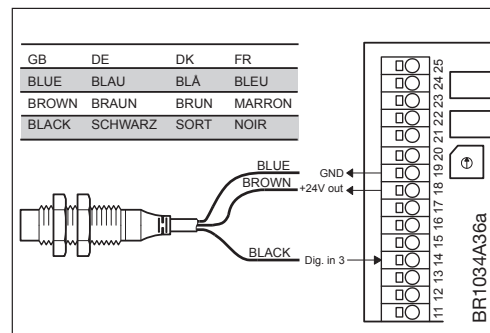 GB DE DK FR
BLUE BLAU BLÅ BLEU
BROWN BRAUN BRUN MARRON
BLACK SCHWARZ SORT NOIR
BLUE
BROWN
BLACK
GND
+24V out
Dig. in 3
25
24
23
22
21
20
19
18
17
16
15
14
13
12
11
BR1034A36a